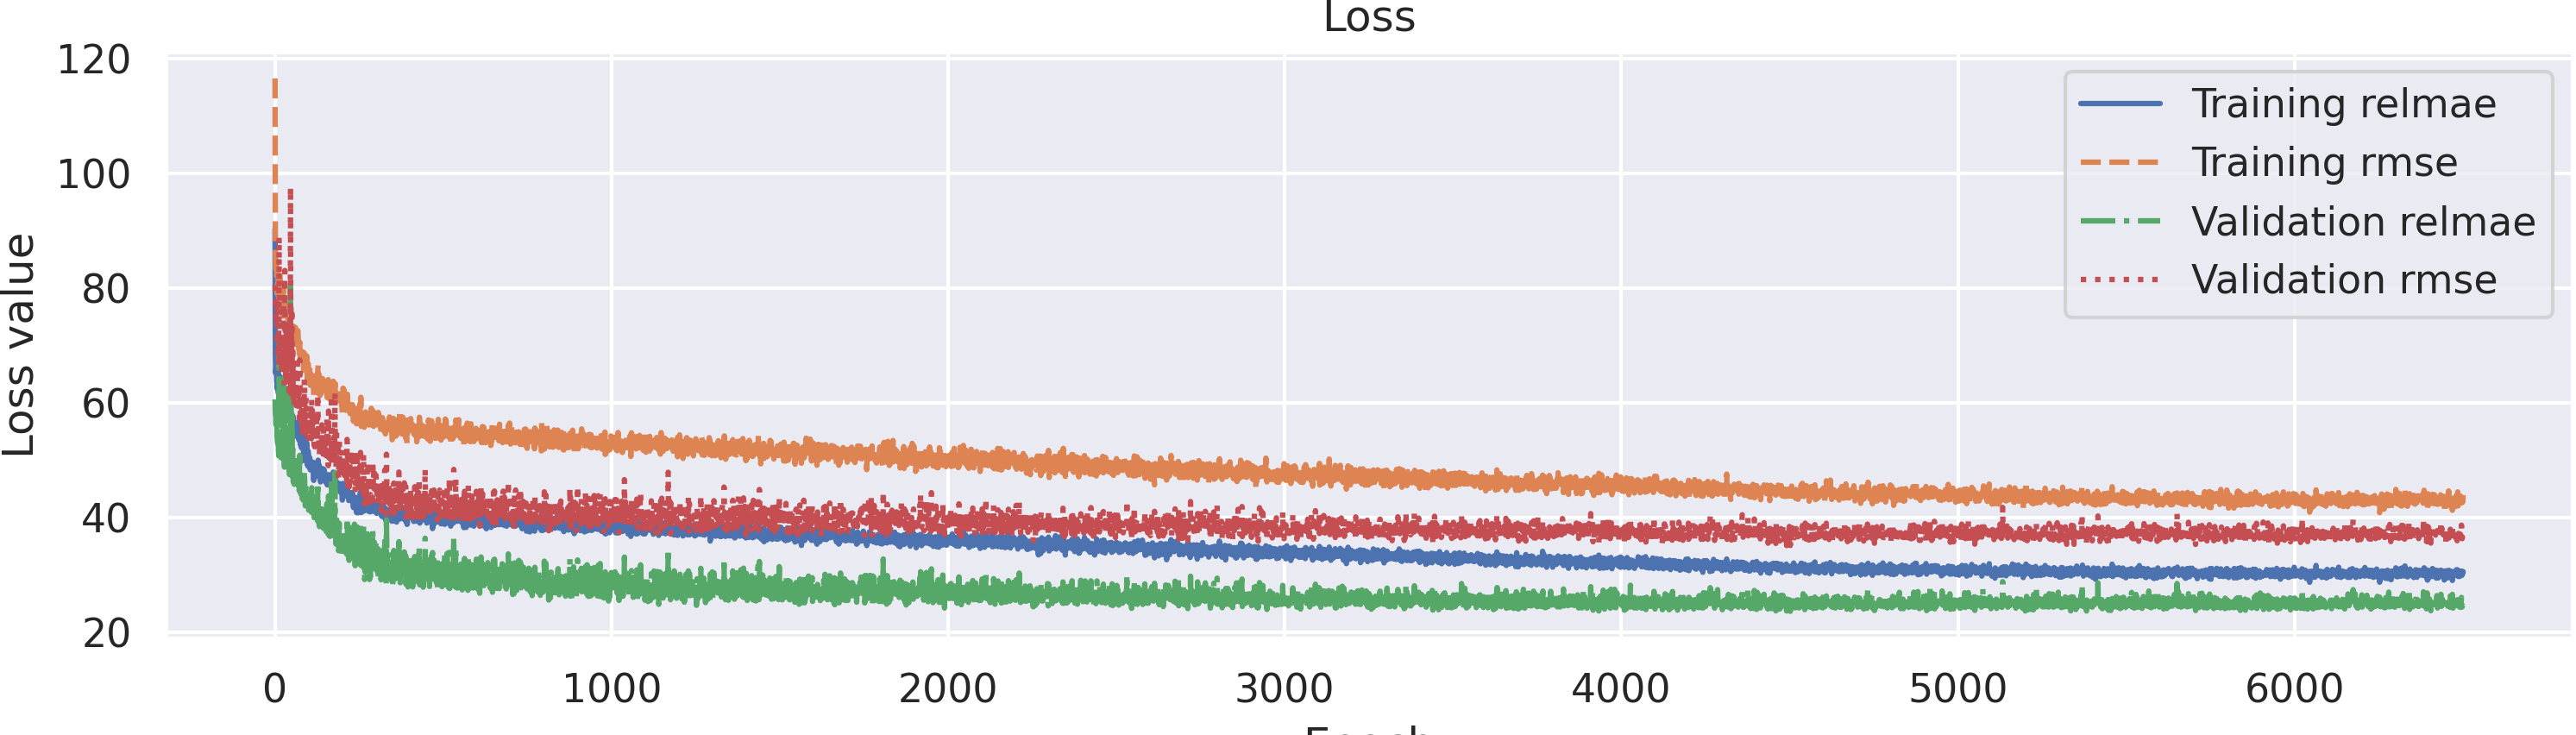 Loss
120
100
80
60
40
20
Loss value
Training relmae
Training rmse
Validation relmae
Validation rmse
0 1000 2000 3000 4000 5000 6000
Epoch